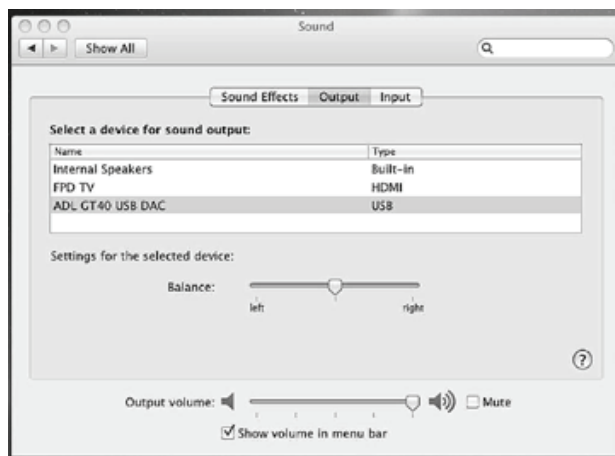 Sound
Show All
Sound Effects Output Input
Select a device for sound output:
Name Type
Internal Speakers Built-in
FPD TV HDMI
ADL GT40 USB DAC USB
Settings for the selected device:
Balance:
left right
?
Output volume: Mute
Show volume in menu bar